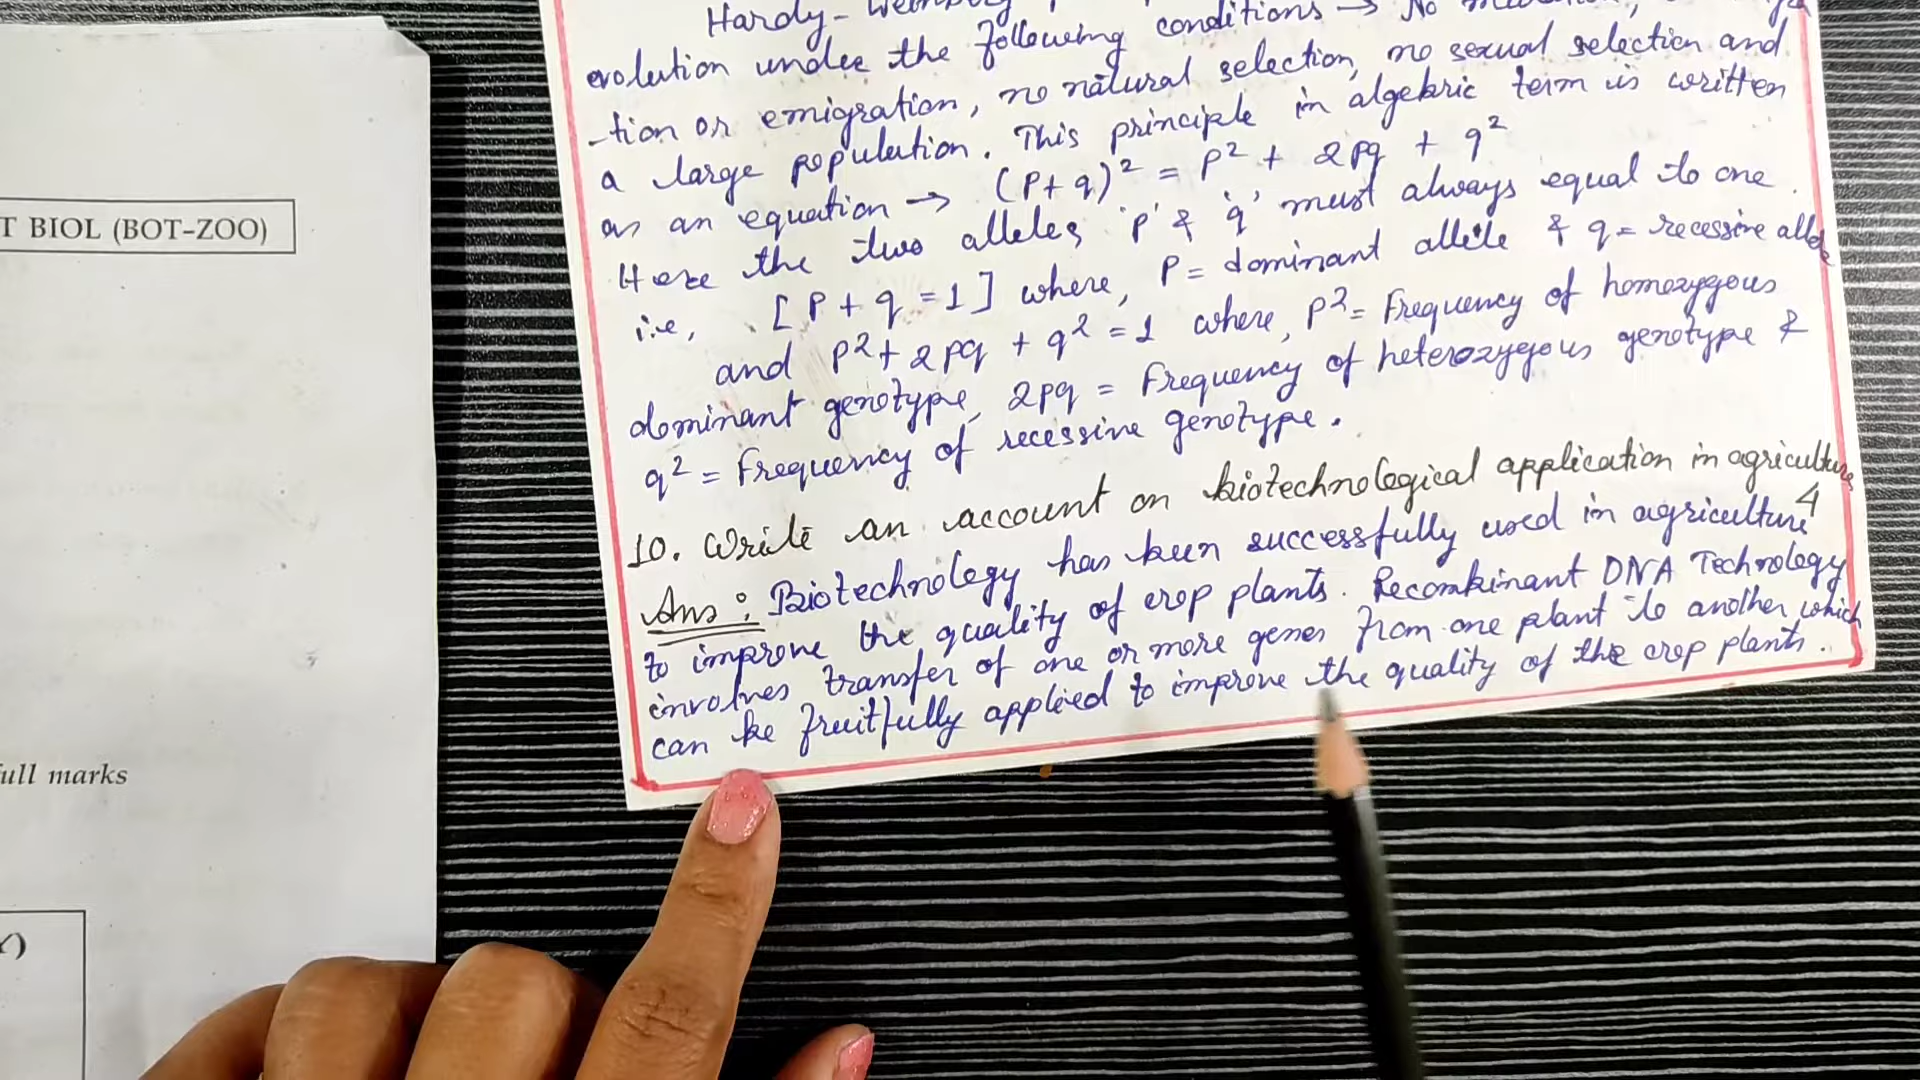 T BIOL (BOT-ZOO)
full marks
Hardy-
evolution under the following conditions → No
-tion or emigration, no natural selection, no sexual selection and
a large population. This principle in algebric term is written
as an equation → (P+q)² = P² + 2pq + q²
Here the two alleles 'p' & 'q' must always equal to one.
i.e, [P + q = 1] where, P = dominant allele & q = recessive allele
and P² + 2pq + q² = 1 where, P² = Frequency of homozygous
dominant genotype, 2pq = Frequency of heterozygous genotype &
q² = Frequency of recessive genotype.
10. Write an account on biotechnological application in agriculture
4
Ans: Biotechnology has been successfully used in agriculture
to improve the quality of crop plants. Recombinant DNA Technology
involves transfer of one or more genes from one plant to another which
can be fruitfully applied to improve the quality of the crop plants.